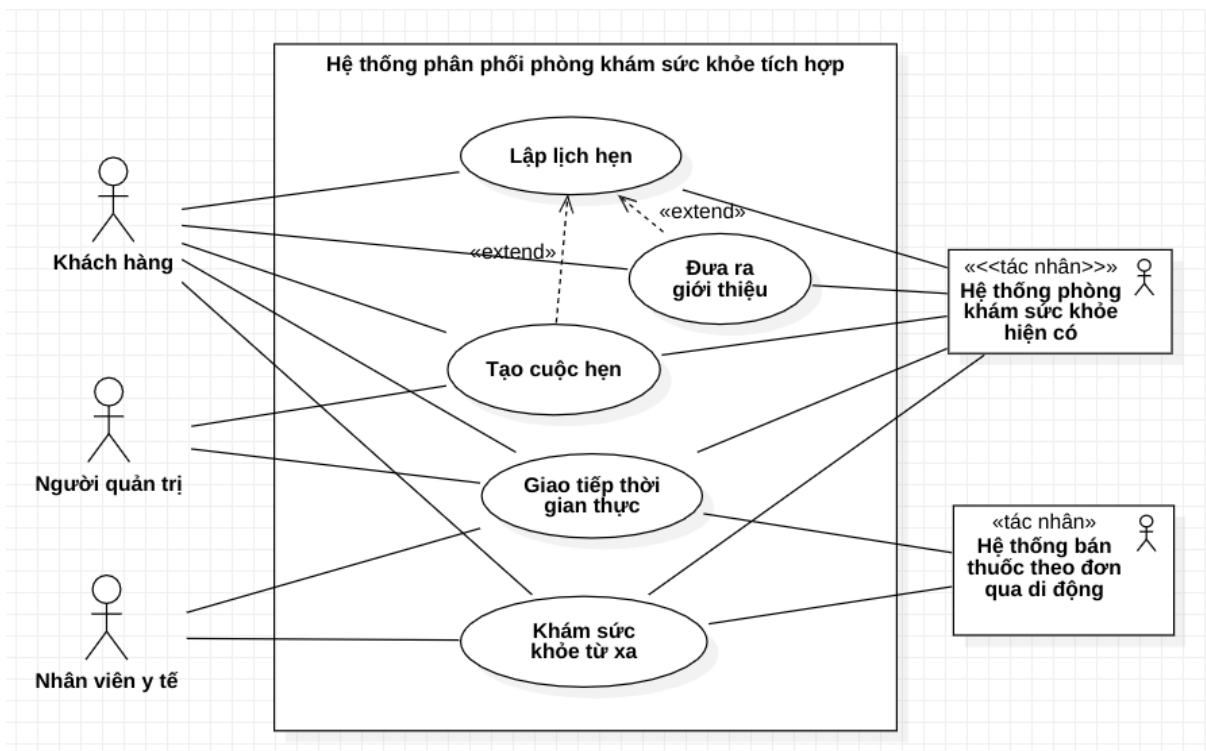 Hệ thống phân phối phòng khám sức khỏe tích hợp
Lập lịch hẹn
«extend»
«extend»
Đưa ra
giới thiệu
Khách hàng
«<<tác nhân>>»
Hệ thống phòng
khám sức khỏe
hiện có
Tạo cuộc hẹn
Người quản trị
Giao tiếp thời
gian thực
«tác nhân»
Hệ thống bán
thuốc theo đơn
qua di động
Khám sức
khỏe từ xa
Nhân viên y tế